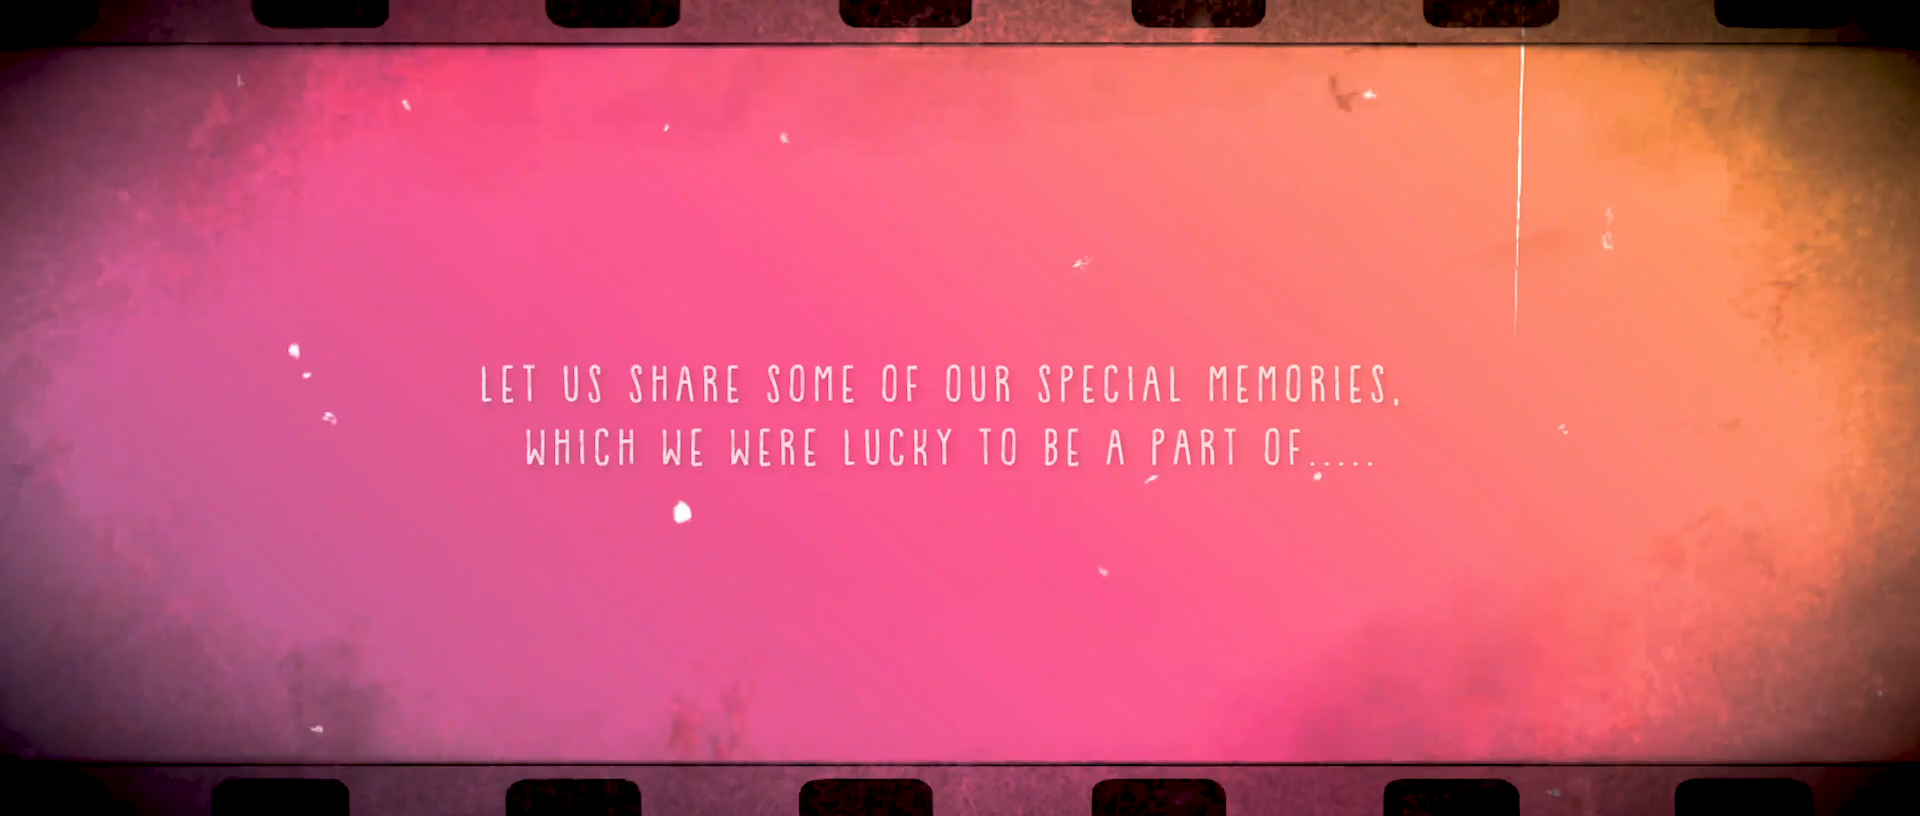 LET US SHARE SOME OF OUR SPECIAL MEMORIES,
WHICH WE WERE LUCKY TO BE A PART OF.....